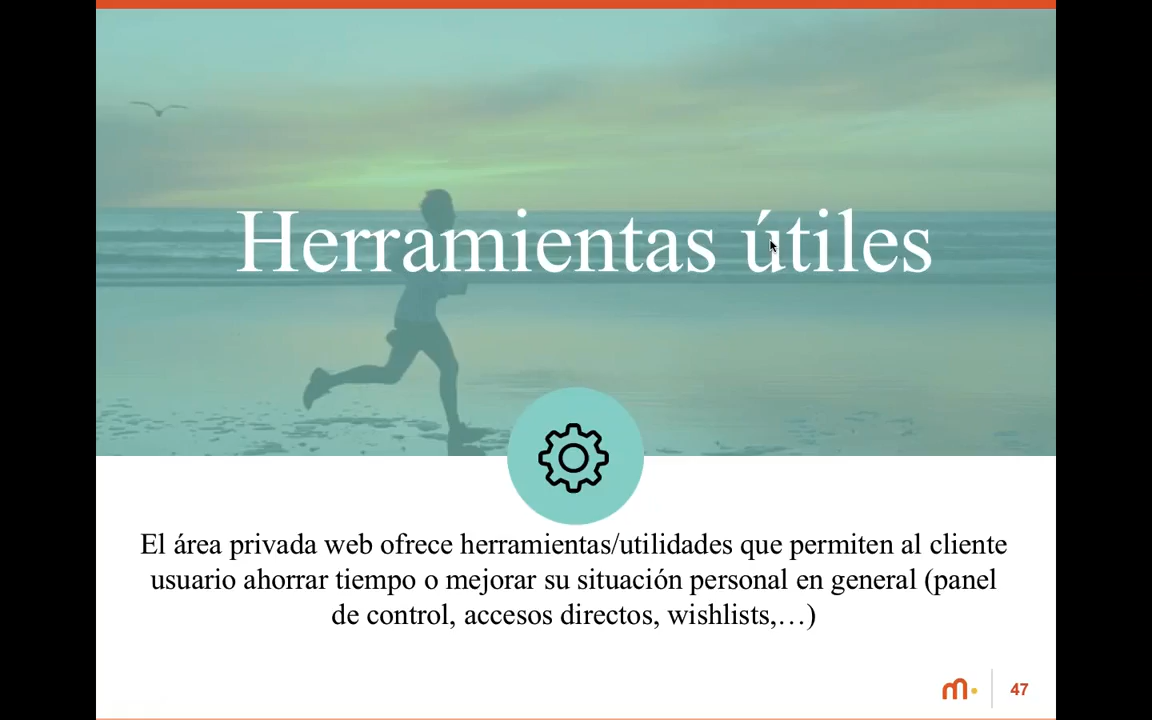 Herramientas útiles
El área privada web ofrece herramientas/utilidades que permiten al cliente
usuario ahorrar tiempo o mejorar su situación personal en general (panel
de control, accesos directos, wishlists,…)
m.
47